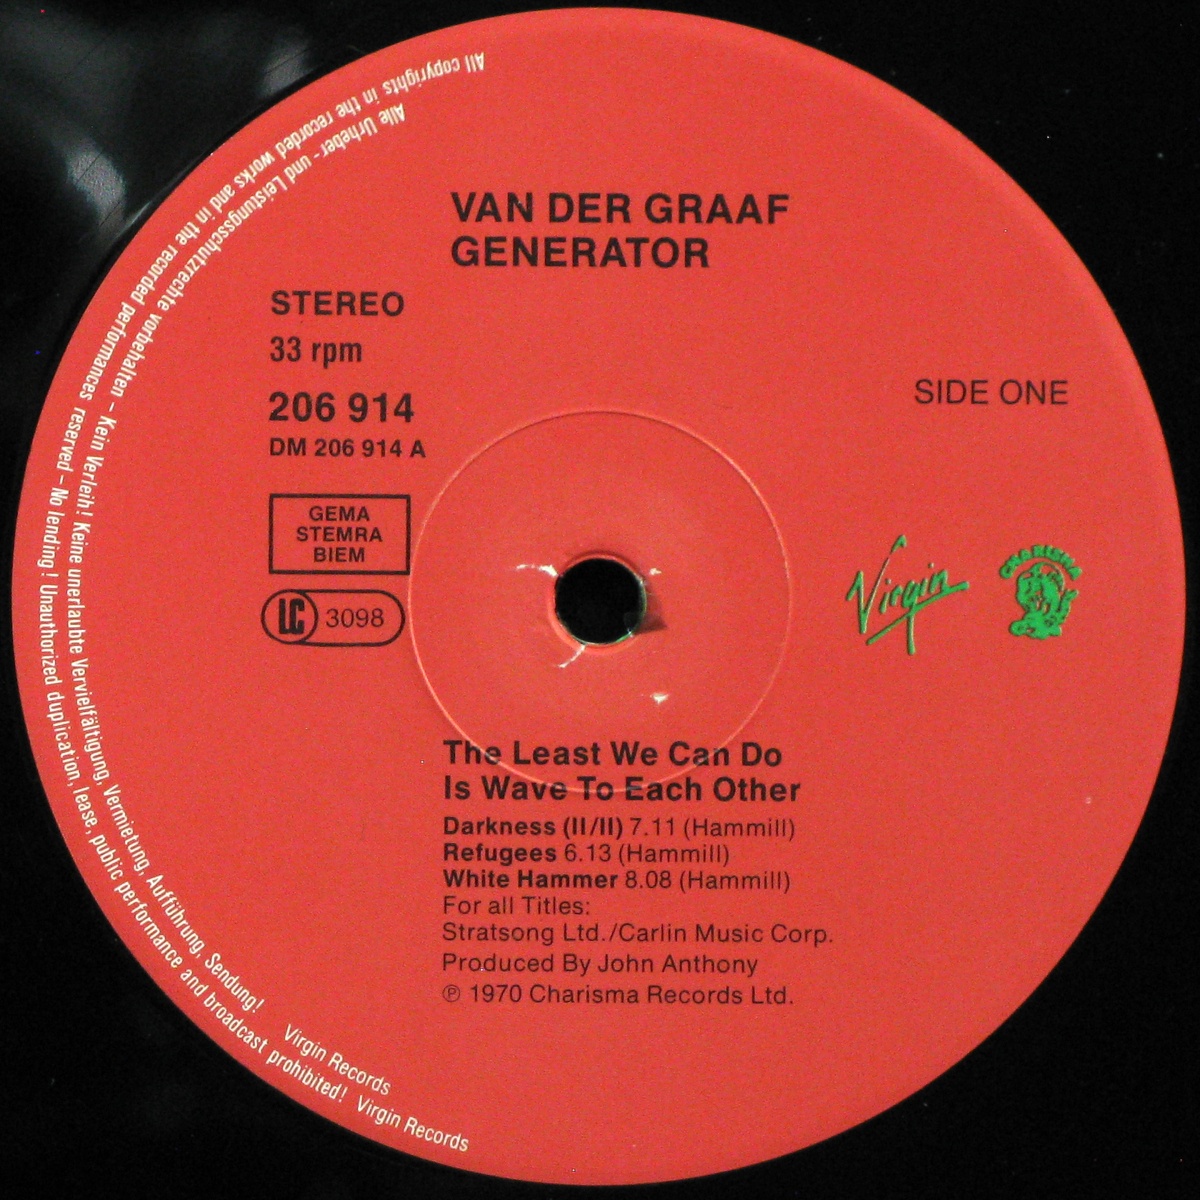 VAN DER GRAAF
GENERATOR
STEREO
33 rpm
206 914
DM 206 914 A
SIDE ONE
GEMA
STEMRA
BIEM
LC 3098
Virgin
CHARISMA
The Least We Can Do
Is Wave To Each Other
Darkness (II/II) 7.11 (Hammill)
Refugees 6.13 (Hammill)
White Hammer 8.08 (Hammill)
For all Titles:
Stratsong Ltd./Carlin Music Corp.
Produced By John Anthony
℗ 1970 Charisma Records Ltd.
Alle Urheber- und Leistungsschutzrechte vorbehalten – Kein Verleih! Keine unerlaubte Vervielfältigung, Vermietung, Aufführung, Sendung! Virgin Records
All copyrights in the recorded works and in the recorded performances reserved – No lending! Unauthorized duplication, lease, public performance and broadcast prohibited! Virgin Records